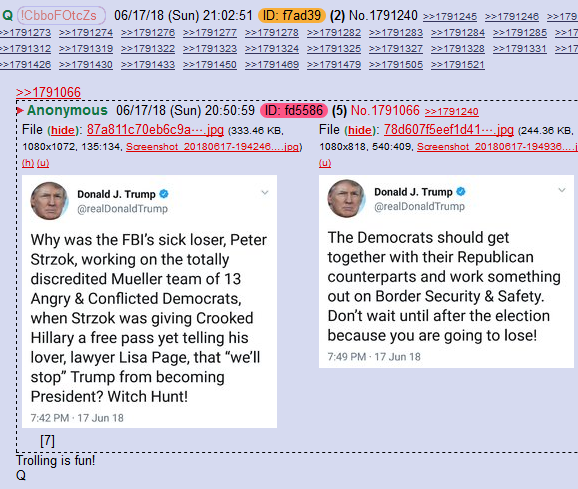 Q !CbboFOtcZs 06/17/18 (Sun) 21:02:51 ID: f7ad39 (2) No.1791240 >>1791245 >>1791246 >>179
>1791273 >>1791274 >>1791276 >>1791277 >>1791278 >>1791282 >>1791283 >>1791287 >>17
>1791312 >>1791319 >>1791320 >>1791323 >>1791324 >>1791325 >>1791328 >>1791331 >>17
>1791426 >>1791430 >>1791433 >>1791450 >>1791469 >>1791479 >>1791505 >>1791521
>>1791066
Anonymous 06/17/18 (Sun) 20:50:59 ID: fd5586 (5) No.1791066 >>1791240
File (hide): 87a811c70eb6c9a⋯.jpg (333.46 KB,
1080x1072, 135:134, Screenshot_20180617-194246….jpg)
(h) (u)
Donald J. Trump
@realDonaldTrump
Why was the FBI's sick loser, Peter
Strzok, working on the totally
discredited Mueller team of 13
Angry & Conflicted Democrats,
when Strzok was giving Crooked
Hillary a free pass yet telling his
lover, lawyer Lisa Page, that “we'll
stop” Trump from becoming
President? Witch Hunt!
7:42 PM · 17 Jun 18
File (hide): 78d607f5eef1d41⋯.jpg (244.36 KB,
1080x818, 540:409, Screenshot_20180617-194936….j
(u)
Donald J. Trump
@realDonaldTrump
The Democrats should get
together with their Republican
counterparts and work something
out on Border Security & Safety.
Don't wait until after the election
because you are going to lose!
7:49 PM · 17 Jun 18
[7]
Trolling is fun!
Q